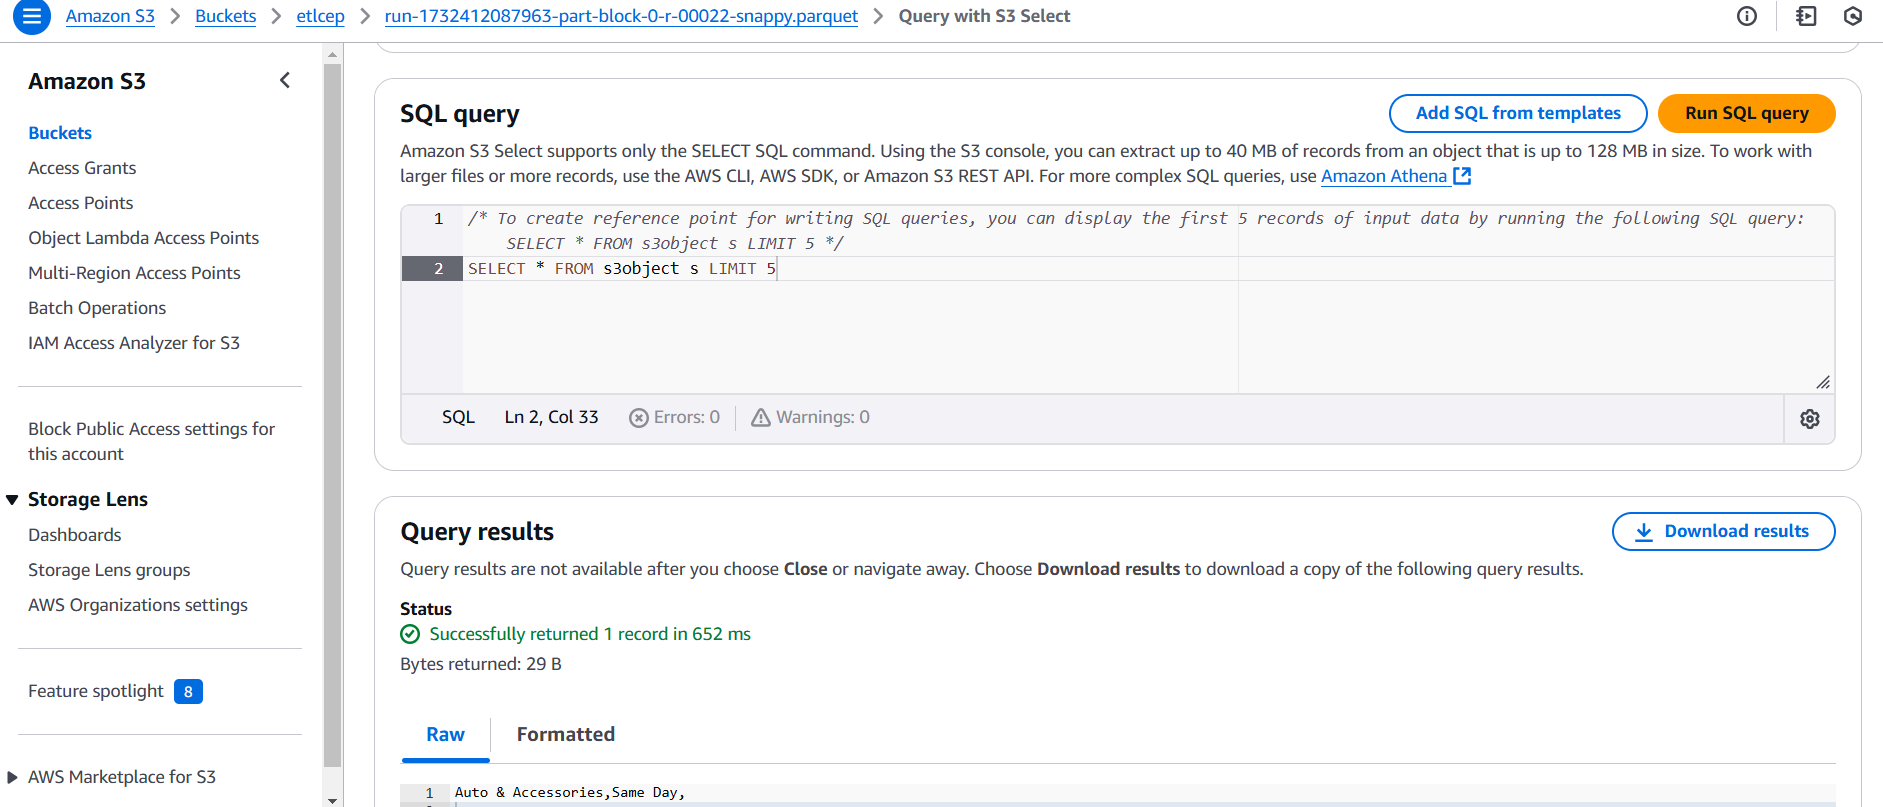 Amazon S3 > Buckets > etlcep > run-1732412087963-part-block-0-r-00022-snappy.parquet > Query with S3 Select
Amazon S3
Buckets
Access Grants
Access Points
Object Lambda Access Points
Multi-Region Access Points
Batch Operations
IAM Access Analyzer for S3
Block Public Access settings for
this account
Storage Lens
Dashboards
Storage Lens groups
AWS Organizations settings
Feature spotlight 8
AWS Marketplace for S3
SQL query
Add SQL from templates
Run SQL query
Amazon S3 Select supports only the SELECT SQL command. Using the S3 console, you can extract up to 40 MB of records from an object that is up to 128 MB in size. To work with
larger files or more records, use the AWS CLI, AWS SDK, or Amazon S3 REST API. For more complex SQL queries, use Amazon Athena
1 /* To create reference point for writing SQL queries, you can display the first 5 records of input data by running the following SQL query:
SELECT * FROM s3object s LIMIT 5 */
2 SELECT * FROM s3object s LIMIT 5
SQL Ln 2, Col 33 Errors: 0 Warnings: 0
Query results
Download results
Query results are not available after you choose Close or navigate away. Choose Download results to download a copy of the following query results.
Status
Successfully returned 1 record in 652 ms
Bytes returned: 29 B
Raw Formatted
1 Auto & Accessories,Same Day,